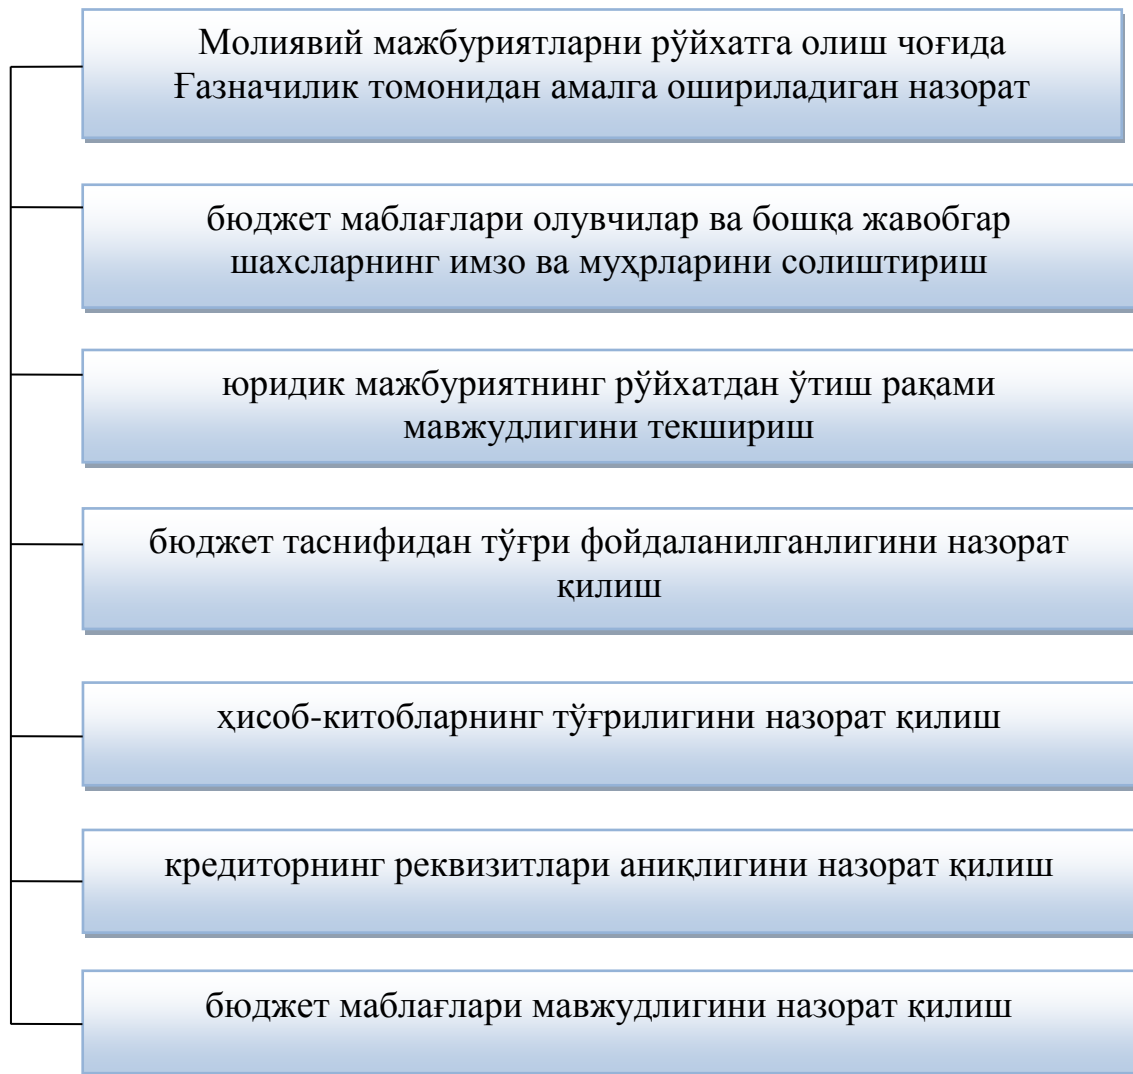 Молиявий мажбуриятларни рўйхатга олиш чоғида
Ғазначилик томонидан амалга ошириладиган назорат
бюджет маблағлари олувчилар ва бошқа жавобгар
шахсларнинг имзо ва муҳрларини солиштириш
юридик мажбуриятнинг рўйхатдан ўтиш рақами
мавжудлигини текшириш
бюджет таснифидан тўғри фойдаланилганлигини назорат
қилиш
ҳисоб-китобларнинг тўғрилигини назорат қилиш
кредиторнинг реквизитлари аниқлигини назорат қилиш
бюджет маблағлари мавжудлигини назорат қилиш